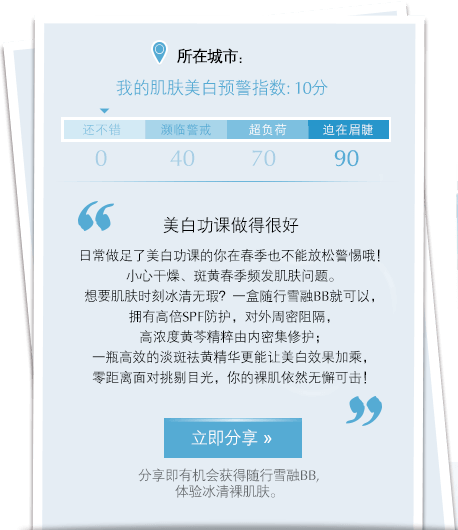 所在城市：
我的肌肤美白预警指数: 10分
还不错 濒临警戒 超负荷 迫在眉睫
0 40 70 90
“
美白功课做得很好
日常做足了美白功课的你在春季也不能放松警惕哦！
小心干燥、斑黄春季频发肌肤问题。
想要肌肤时刻冰清无瑕？一盒随行雪融BB就可以，
拥有高倍SPF防护，对外周密阻隔，
高浓度黄芩精粹由内密集修护；
一瓶高效的淡斑祛黄精华更能让美白效果加乘，
零距离面对挑剔目光，你的裸肌依然无懈可击！
”
立即分享 »
分享即有机会获得随行雪融BB,
体验冰清裸肌肤。